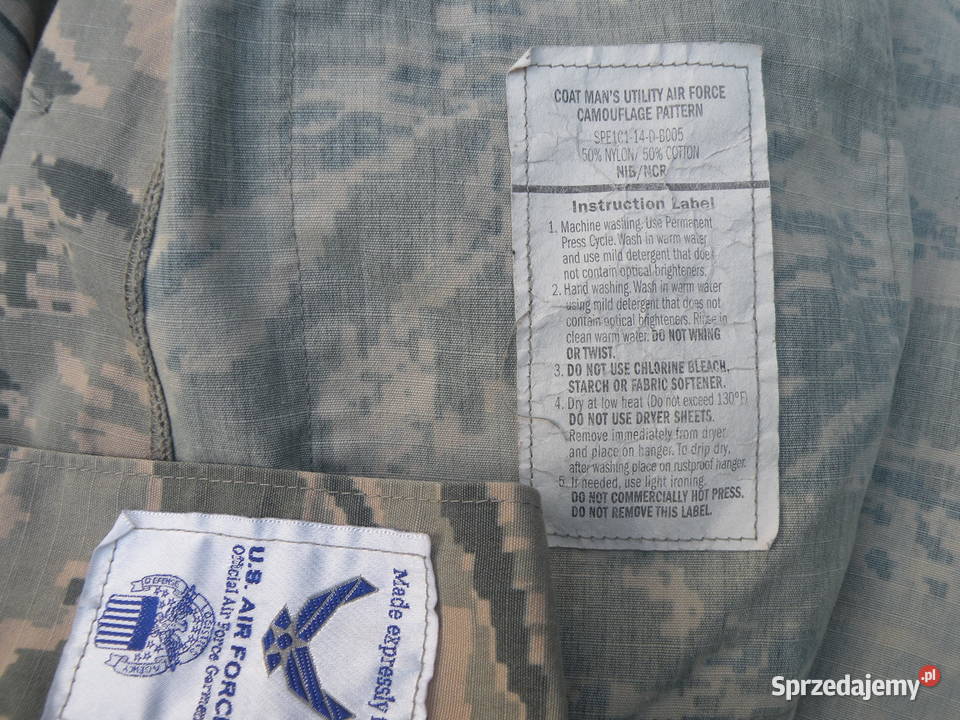 COAT MAN'S UTILITY AIR FORCE
CAMOUFLAGE PATTERN
SPE1C1-14-D-B005
50% NYLON/ 50% COTTON
NIB/NCR
Instruction Label
1. Machine washing. Use Permanent
Press Cycle. Wash in warm water
and use mild detergent that does
not contain optical brighteners.
2. Hand washing. Wash in warm water
using mild detergent that does not
contain optical brighteners. Rinse in
clean warm water. DO NOT WRING
OR TWIST.
3. DO NOT USE CHLORINE BLEACH,
STARCH OR FABRIC SOFTENER.
4. Dry at low heat (Do not exceed 130°F)
DO NOT USE DRYER SHEETS.
Remove immediately from dryer
and place on hanger. To drip dry,
after washing place on rustproof hanger.
5. If needed, use light ironing.
DO NOT COMMERCIALLY HOT PRESS.
DO NOT REMOVE THIS LABEL.
Made expressly
U.S. AIR FORC
Official Air Force Garmen
DEFENSE
LOGISTICS
AGENCY
Sprzedajemy.pl